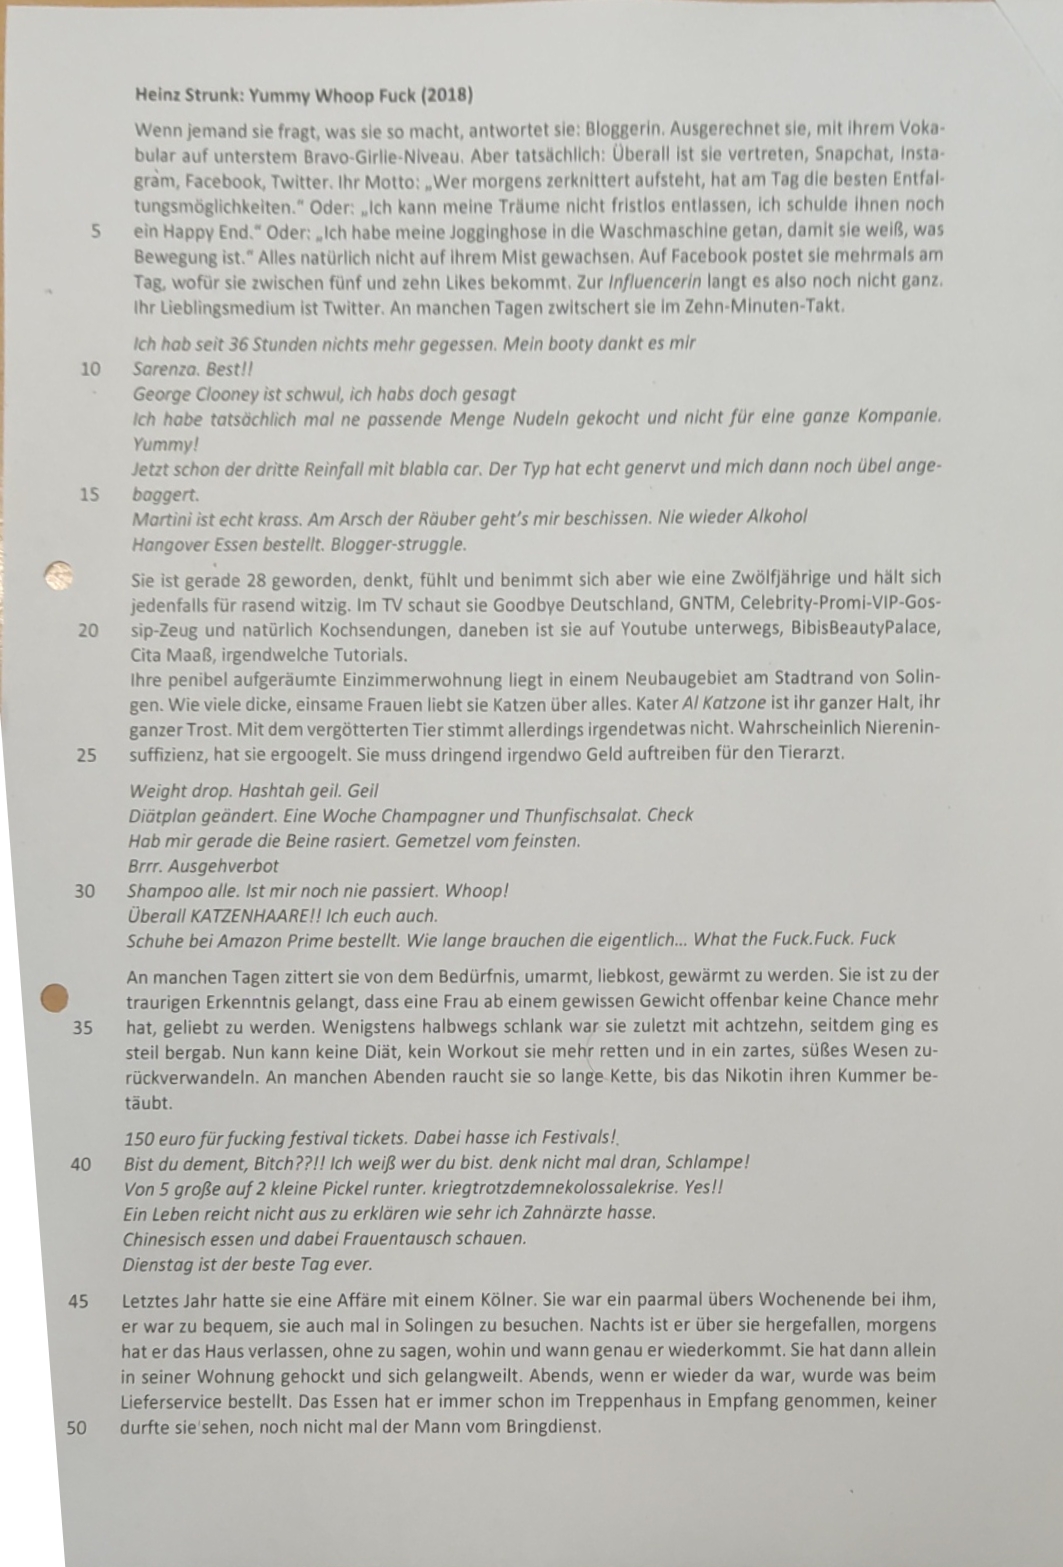 Heinz Strunk: Yummy Whoop Fuck (2018)
Wenn jemand sie fragt, was sie so macht, antwortet sie: Bloggerin. Ausgerechnet sie, mit ihrem Voka-
bular auf unterstem Bravo-Girlie-Niveau. Aber tatsächlich: Überall ist sie vertreten, Snapchat, Insta-
gram, Facebook, Twitter. Ihr Motto: „Wer morgens zerknittert aufsteht, hat am Tag die besten Entfal-
tungsmöglichkeiten.“ Oder: „Ich kann meine Träume nicht fristlos entlassen, ich schulde ihnen noch
5 ein Happy End.“ Oder: „Ich habe meine Jogginghose in die Waschmaschine getan, damit sie weiß, was
Bewegung ist.“ Alles natürlich nicht auf ihrem Mist gewachsen. Auf Facebook postet sie mehrmals am
Tag, wofür sie zwischen fünf und zehn Likes bekommt. Zur Influencerin langt es also noch nicht ganz.
Ihr Lieblingsmedium ist Twitter. An manchen Tagen zwitschert sie im Zehn-Minuten-Takt.
Ich hab seit 36 Stunden nichts mehr gegessen. Mein booty dankt es mir
10 Sarenza. Best!!
George Clooney ist schwul, ich habs doch gesagt
Ich habe tatsächlich mal ne passende Menge Nudeln gekocht und nicht für eine ganze Kompanie.
Yummy!
Jetzt schon der dritte Reinfall mit blabla car. Der Typ hat echt genervt und mich dann noch übel ange-
15 baggert.
Martini ist echt krass. Am Arsch der Räuber geht’s mir beschissen. Nie wieder Alkohol
Hangover Essen bestellt. Blogger-struggle.
Sie ist gerade 28 geworden, denkt, fühlt und benimmt sich aber wie eine Zwölfjährige und hält sich
jedenfalls für rasend witzig. Im TV schaut sie Goodbye Deutschland, GNTM, Celebrity-Promi-VIP-Gos-
20 sip-Zeug und natürlich Kochsendungen, daneben ist sie auf Youtube unterwegs, BibisBeautyPalace,
Cita Maaß, irgendwelche Tutorials.
Ihre penibel aufgeräumte Einzimmerwohnung liegt in einem Neubaugebiet am Stadtrand von Solin-
gen. Wie viele dicke, einsame Frauen liebt sie Katzen über alles. Kater Al Katzone ist ihr ganzer Halt, ihr
ganzer Trost. Mit dem vergötterten Tier stimmt allerdings irgendetwas nicht. Wahrscheinlich Nierenin-
25 suffizienz, hat sie ergoogelt. Sie muss dringend irgendwo Geld auftreiben für den Tierarzt.
Weight drop. Hashtah geil. Geil
Diätplan geändert. Eine Woche Champagner und Thunfischsalat. Check
Hab mir gerade die Beine rasiert. Gemetzel vom feinsten.
Brrr. Ausgehverbot
30 Shampoo alle. Ist mir noch nie passiert. Whoop!
Überall KATZENHAARE!! Ich euch auch.
Schuhe bei Amazon Prime bestellt. Wie lange brauchen die eigentlich... What the Fuck.Fuck. Fuck
An manchen Tagen zittert sie von dem Bedürfnis, umarmt, liebkost, gewärmt zu werden. Sie ist zu der
traurigen Erkenntnis gelangt, dass eine Frau ab einem gewissen Gewicht offenbar keine Chance mehr
35 hat, geliebt zu werden. Wenigstens halbwegs schlank war sie zuletzt mit achtzehn, seitdem ging es
steil bergab. Nun kann keine Diät, kein Workout sie mehr retten und in ein zartes, süßes Wesen zu-
rückverwandeln. An manchen Abenden raucht sie so lange Kette, bis das Nikotin ihren Kummer be-
täubt.
150 euro für fucking festival tickets. Dabei hasse ich Festivals!
40 Bist du dement, Bitch??!! Ich weiß wer du bist. denk nicht mal dran, Schlampe!
Von 5 große auf 2 kleine Pickel runter. kriegtrotzdemnekolossalekrise. Yes!!
Ein Leben reicht nicht aus zu erklären wie sehr ich Zahnärzte hasse.
Chinesisch essen und dabei Frauentausch schauen.
Dienstag ist der beste Tag ever.
45 Letztes Jahr hatte sie eine Affäre mit einem Kölner. Sie war ein paarmal übers Wochenende bei ihm,
er war zu bequem, sie auch mal in Solingen zu besuchen. Nachts ist er über sie hergefallen, morgens
hat er das Haus verlassen, ohne zu sagen, wohin und wann genau er wiederkommt. Sie hat dann allein
in seiner Wohnung gehockt und sich gelangweilt. Abends, wenn er wieder da war, wurde was beim
Lieferservice bestellt. Das Essen hat er immer schon im Treppenhaus in Empfang genommen, keiner
50 durfte sie sehen, noch nicht mal der Mann vom Bringdienst.